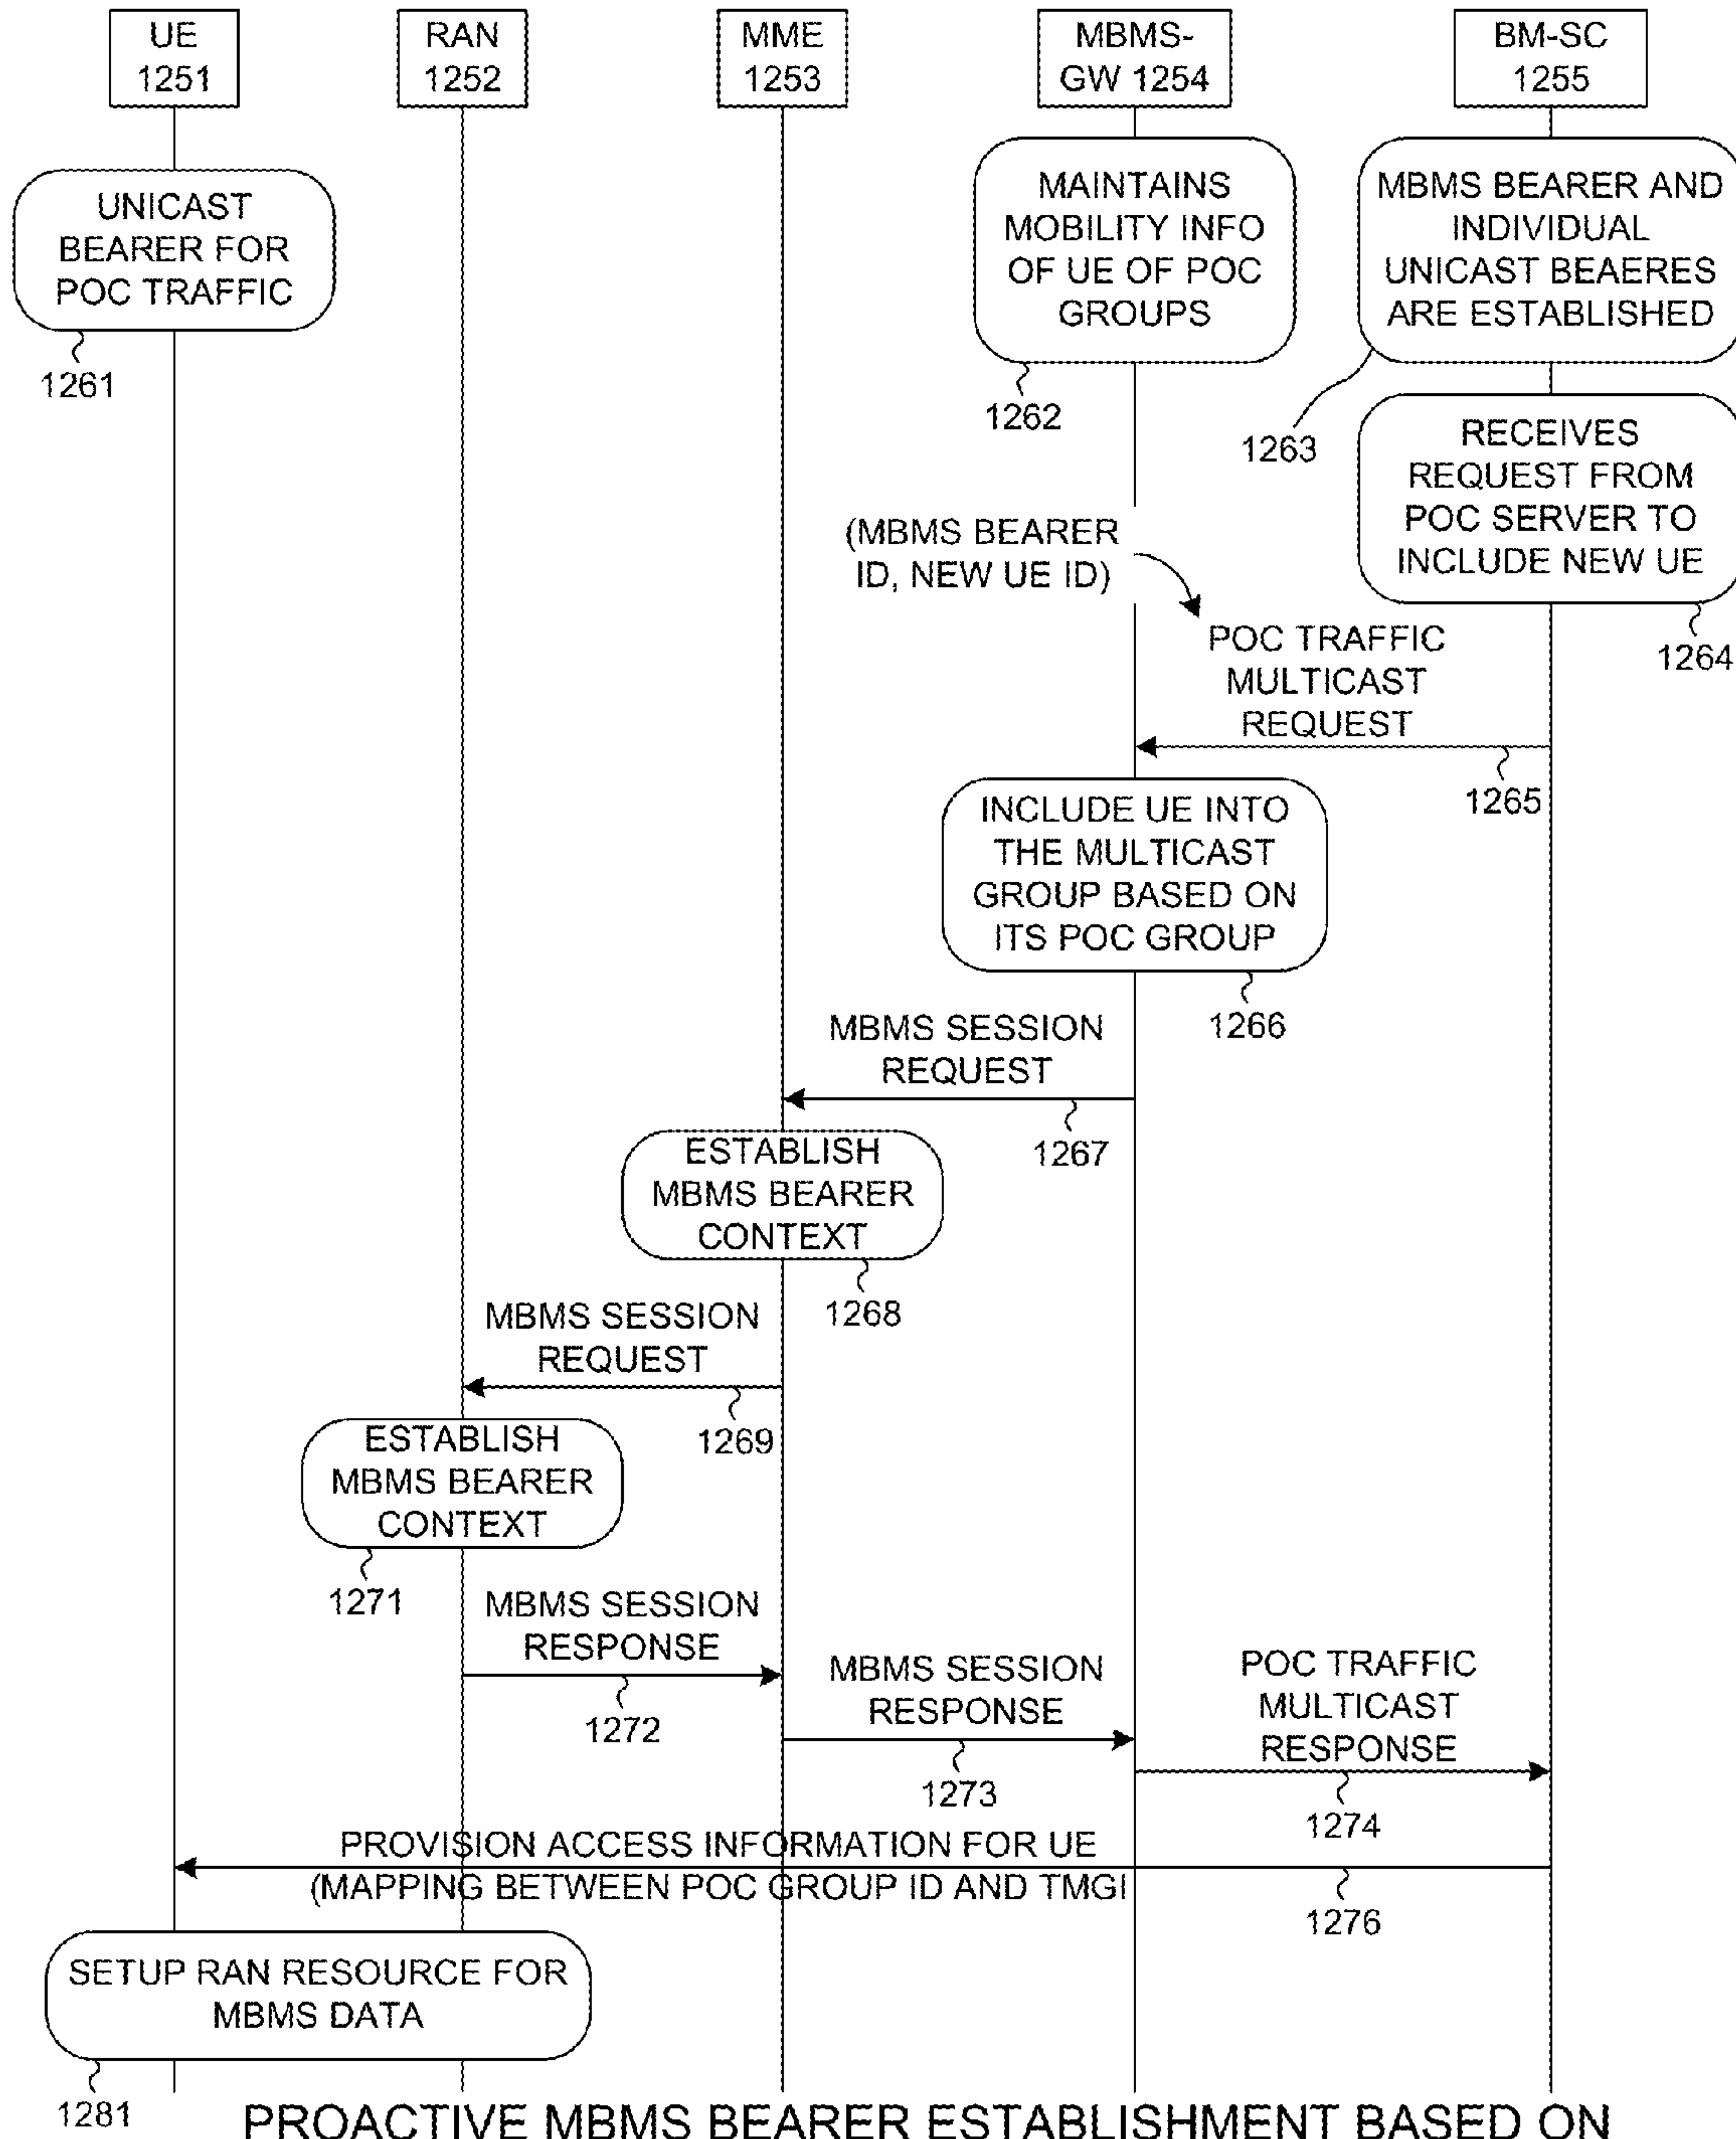 UE
1251
RAN
1252
MME
1253
MBMS-
GW 1254
BM-SC
1255
UNICAST
BEARER FOR
POC TRAFFIC
1261
MAINTAINS
MOBILITY INFO
OF UE OF POC
GROUPS
1262
MBMS BEARER AND
INDIVIDUAL
UNICAST BEAERES
ARE ESTABLISHED
1263
RECEIVES
REQUEST FROM
POC SERVER TO
INCLUDE NEW UE
1264
(MBMS BEARER
ID, NEW UE ID)
POC TRAFFIC
MULTICAST
REQUEST
1265
INCLUDE UE INTO
THE MULTICAST
GROUP BASED ON
ITS POC GROUP
1266
MBMS SESSION
REQUEST
1267
ESTABLISH
MBMS BEARER
CONTEXT
1268
MBMS SESSION
REQUEST
1269
ESTABLISH
MBMS BEARER
CONTEXT
1271
MBMS SESSION
RESPONSE
1272
MBMS SESSION
RESPONSE
1273
POC TRAFFIC
MULTICAST
RESPONSE
1274
PROVISION ACCESS INFORMATION FOR UE
(MAPPING BETWEEN POC GROUP ID AND TMGI
1276
SETUP RAN RESOURCE FOR
MBMS DATA
1281
PROACTIVE MBMS BEARER ESTABLISHMENT BASED ON